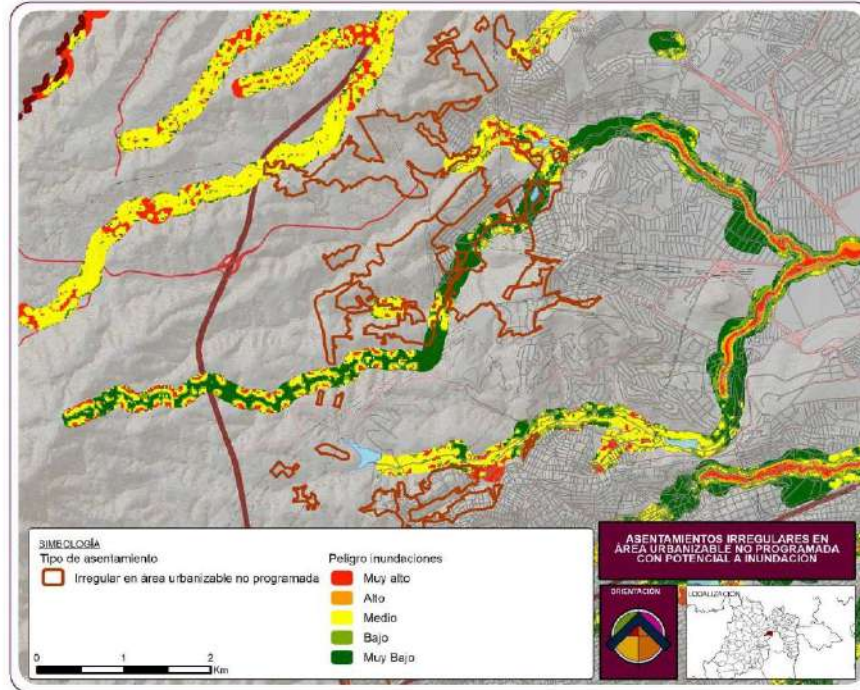 SIMBOLOGÍA
Tipo de asentamiento
Irregular en área urbanizable no programada
Peligro inundaciones
Muy alto
Alto
Medio
Bajo
Muy Bajo
0 1 2
Km
ASENTAMIENTOS IRREGULARES EN
ÁREA URBANIZABLE NO PROGRAMADA
CON POTENCIAL A INUNDACIÓN
ORIENTACIÓN
LOCALIZACIÓN